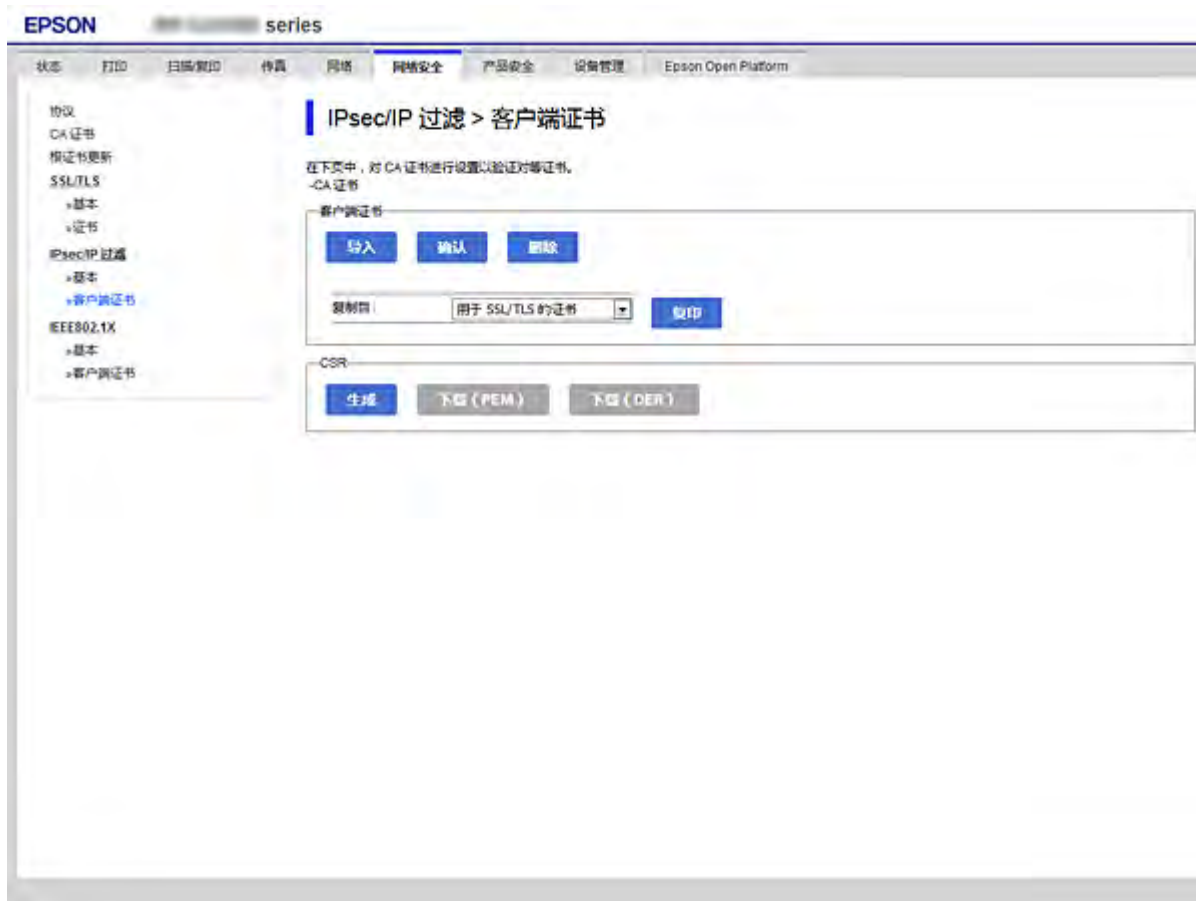 EPSON series
状态 打印 扫描/复印 传真 网络 网络安全 产品安全 设备管理 Epson Open Platform
协议
CA 证书
根证书更新
SSL/TLS
»基本
»证书
IPsec/IP 过滤
»基本
»客户端证书
IEEE802.1X
»基本
»客户端证书
IPsec/IP 过滤 > 客户端证书
在下页中，对 CA 证书进行设置以验证对等证书。
-CA 证书
客户端证书
导入 确认 删除
复制自 : 用于 SSL/TLS 的证书 复印
CSR
生成 下载 ( PEM ) 下载 ( DER )